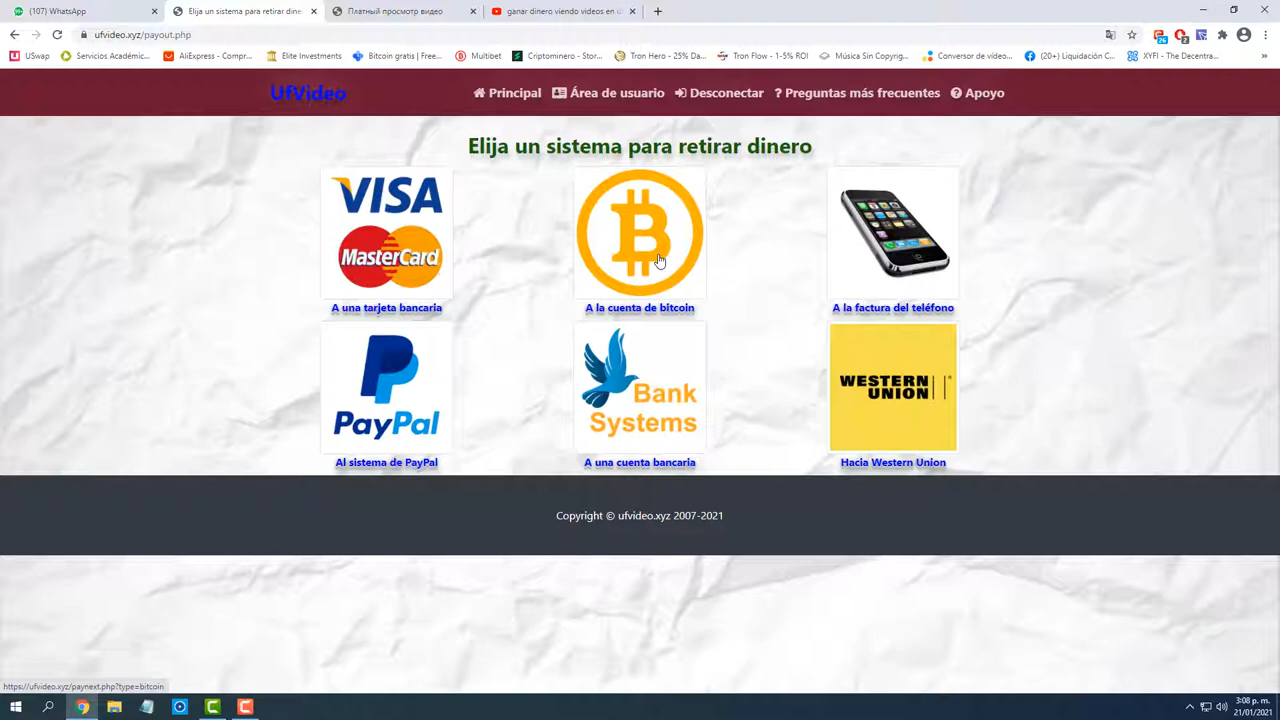 (107) WhatsApp
Elija un sistema para retirar dine
Платный просмотр видео
ganar dinero viendo videos en u
ufvideo.xyz/payout.php
USwap
Servicios Académic...
AliExpress - Compr...
Elite Investments
Bitcoin gratis | Free...
Multibet
Criptominero - Stor...
Tron Hero - 25% Da...
Tron Flow - 1-5% ROI
Música Sin Copyrig...
Conversor de vídeo...
(20+) Liquidación C...
XYFI - The Decentra...
UfVideo
Principal
Área de usuario
Desconectar
Preguntas más frecuentes
Apoyo
Elija un sistema para retirar dinero
VISA
MasterCard
A una tarjeta bancaria
A la cuenta de bitcoin
A la factura del teléfono
PayPal
Bank
Systems
WESTERN
UNION
Al sistema de PayPal
A una cuenta bancaria
Hacia Western Union
Copyright © ufvideo.xyz 2007-2021
https://ufvideo.xyz/paynext.php?type=bitcoin
3:08 p. m.
21/01/2021